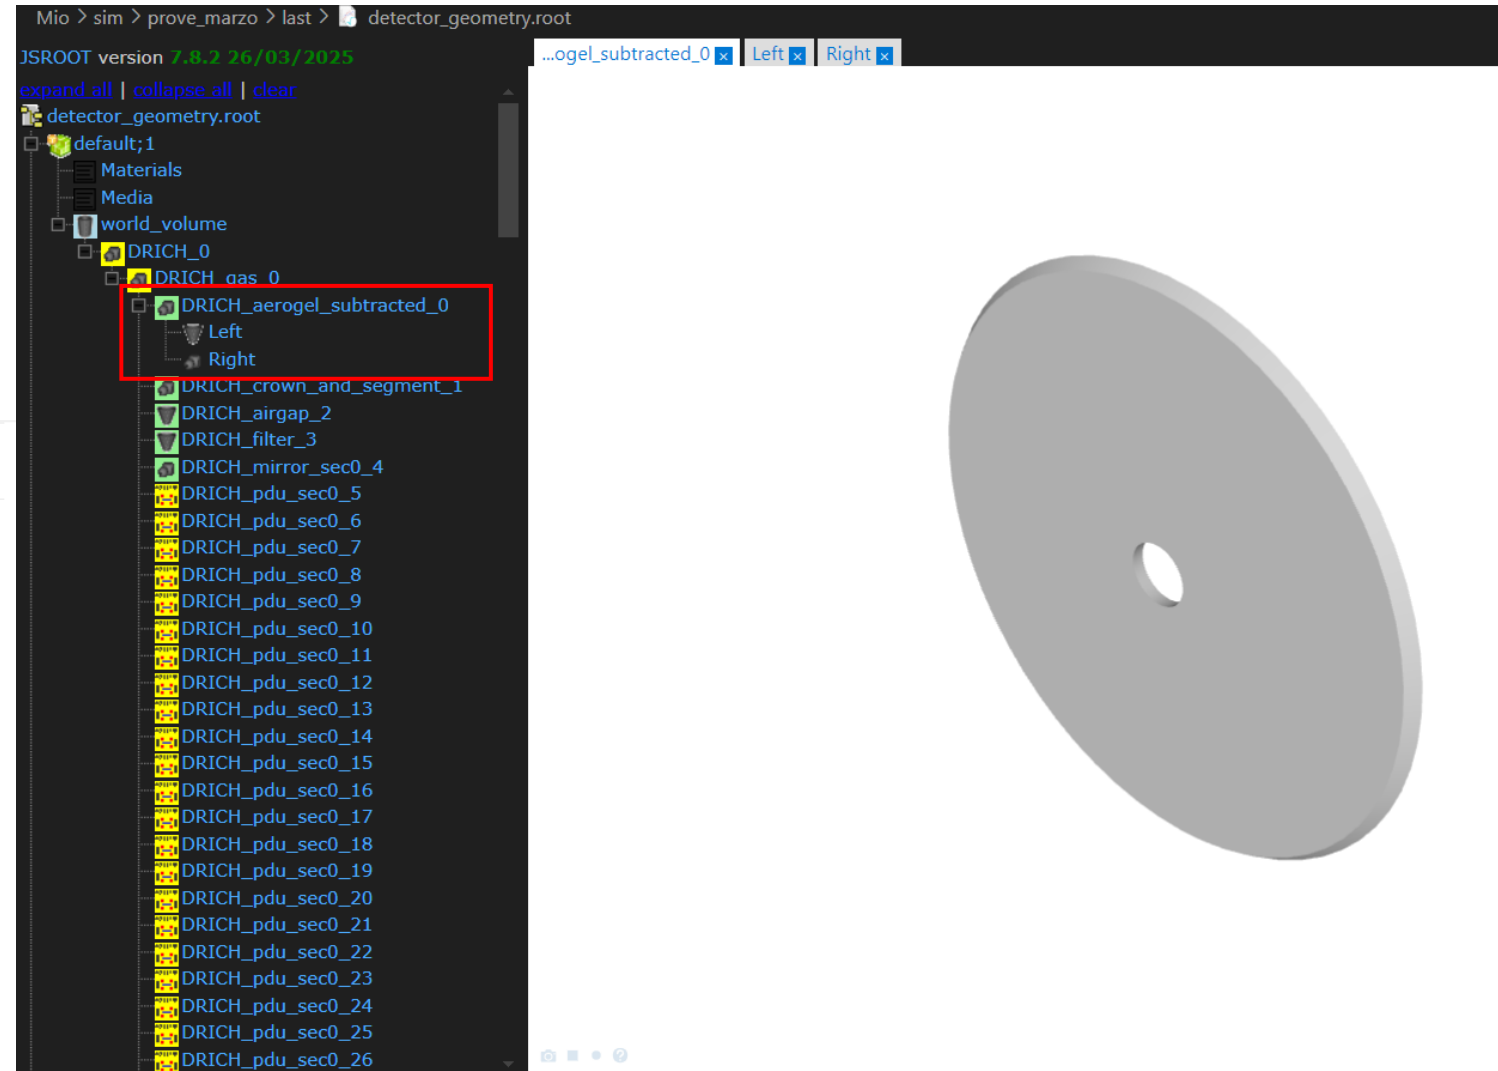 Mio > sim > prove_marzo > last > detector_geometry.root
JSROOT version 7.8.2 26/03/2025
expand all | collapse all | clear
detector_geometry.root
default;1
Materials
Media
world_volume
DRICH_0
DRICH_gas_0
DRICH_aerogel_subtracted_0
Left
Right
DRICH_crown_and_segment_1
DRICH_airgap_2
DRICH_filter_3
DRICH_mirror_sec0_4
DRICH_pdu_sec0_5
DRICH_pdu_sec0_6
DRICH_pdu_sec0_7
DRICH_pdu_sec0_8
DRICH_pdu_sec0_9
DRICH_pdu_sec0_10
DRICH_pdu_sec0_11
DRICH_pdu_sec0_12
DRICH_pdu_sec0_13
DRICH_pdu_sec0_14
DRICH_pdu_sec0_15
DRICH_pdu_sec0_16
DRICH_pdu_sec0_17
DRICH_pdu_sec0_18
DRICH_pdu_sec0_19
DRICH_pdu_sec0_20
DRICH_pdu_sec0_21
DRICH_pdu_sec0_22
DRICH_pdu_sec0_23
DRICH_pdu_sec0_24
DRICH_pdu_sec0_25
DRICH_pdu_sec0_26
...ogel_subtracted_0 x Left x Right x